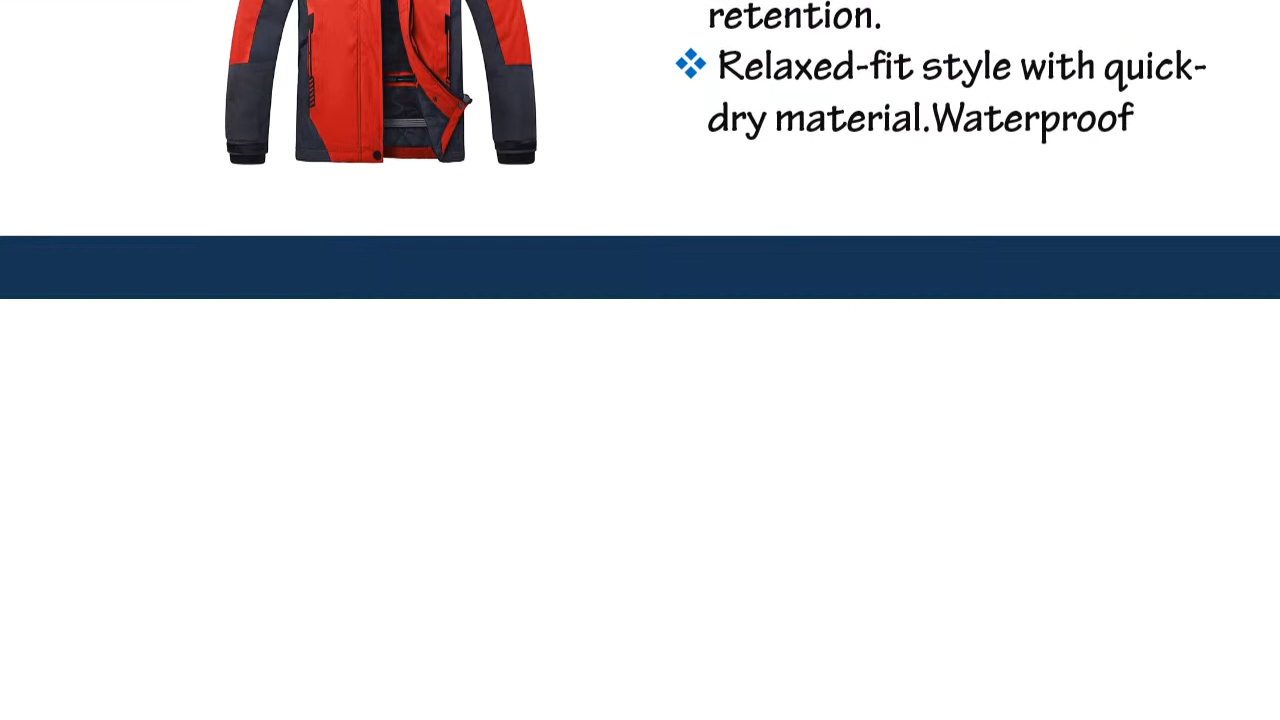 retention.
Relaxed-fit style with quick-
dry material.Waterproof